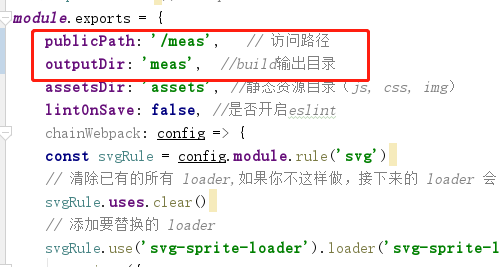 module.exports = {
publicPath: '/meas', // 访问路径
outputDir: 'meas', //build输出目录
assetsDir: 'assets', //静态资源目录（js, css, img）
lintOnSave: false, //是否开启eslint
chainWebpack: config => {
const svgRule = config.module.rule('svg')
// 清除已有的所有 loader,如果你不这样做，接下来的 loader 会
svgRule.uses.clear()
// 添加要替换的 loader
svgRule.use('svg-sprite-loader').loader('svg-sprite-l